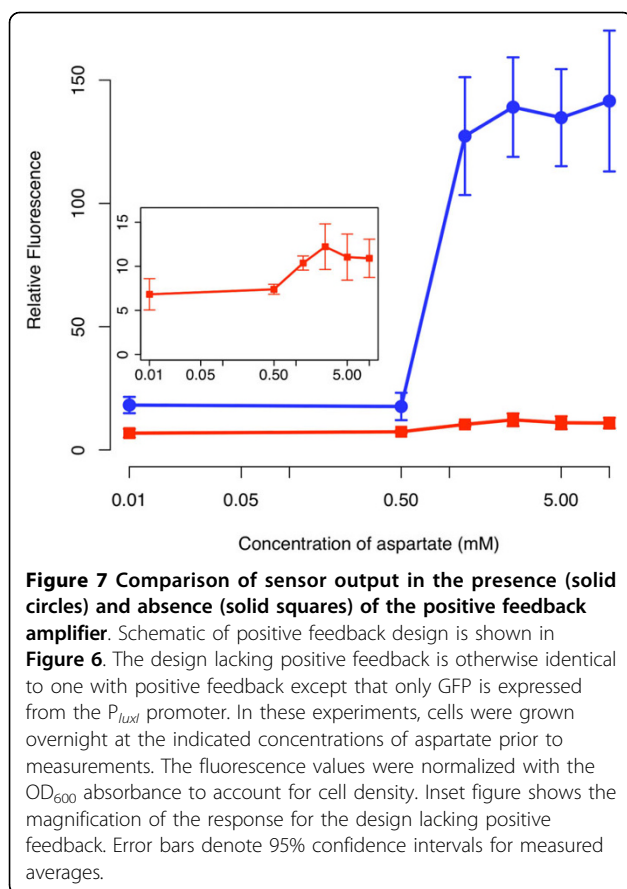 150
100
50
0
Relative Fluorescence
15
10
5
0
0.01 0.05 0.50 5.00
0.01 0.05 0.50 5.00
Concentration of aspartate (mM)
Figure 7 Comparison of sensor output in the presence (solid
circles) and absence (solid squares) of the positive feedback
amplifier. Schematic of positive feedback design is shown in
Figure 6. The design lacking positive feedback is otherwise identical
to one with positive feedback except that only GFP is expressed
from the PluxI promoter. In these experiments, cells were grown
overnight at the indicated concentrations of aspartate prior to
measurements. The fluorescence values were normalized with the
OD600 absorbance to account for cell density. Inset figure shows the
magnification of the response for the design lacking positive
feedback. Error bars denote 95% confidence intervals for measured
averages.